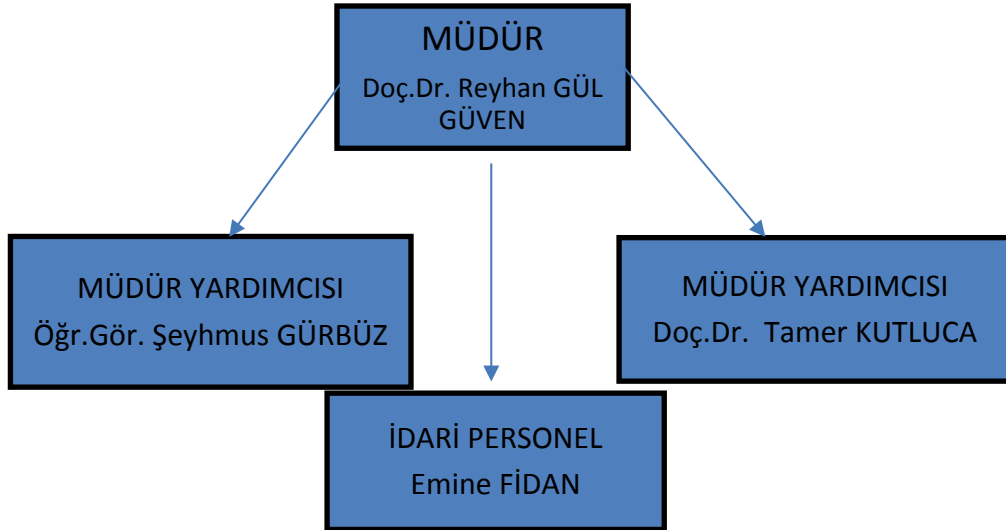 MÜDÜR
Doç.Dr. Reyhan GÜL
GÜVEN
MÜDÜR YARDIMCISI
Öğr.Gör. Şeyhmus GÜRBÜZ
MÜDÜR YARDIMCISI
Doç.Dr. Tamer KUTLUCA
İDARİ PERSONEL
Emine FİDAN